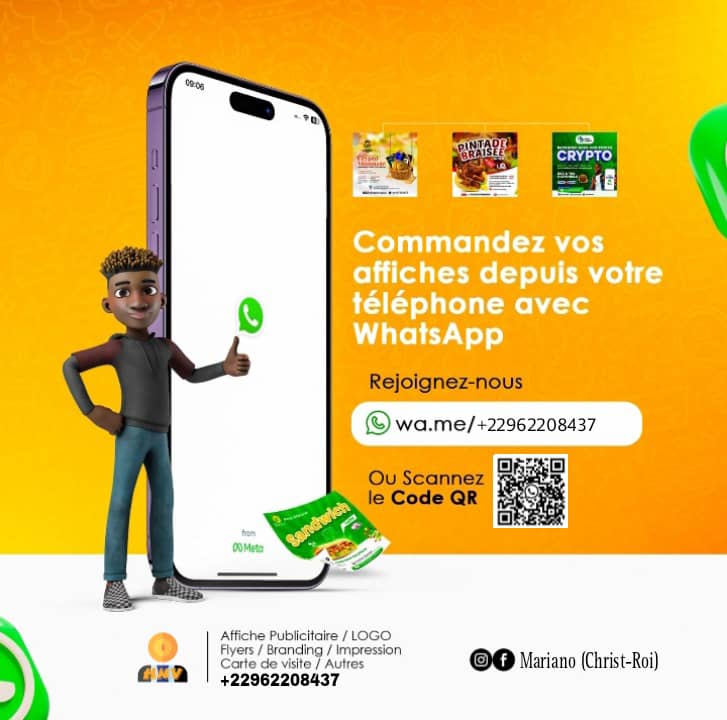 09:06
PINTADE
BRAISÉE
CRYPTO
Commandez vos
affiches depuis votre
téléphone avec
WhatsApp
Rejoignez-nous
wa.me/+22962208437
Ou Scannez
le Code QR
Sandwich
from
Meta
Affiche Publicitaire / LOGO
Flyers / Branding / Impression
Carte de visite / Autres
+22962208437
Mariano (Christ-Roi)